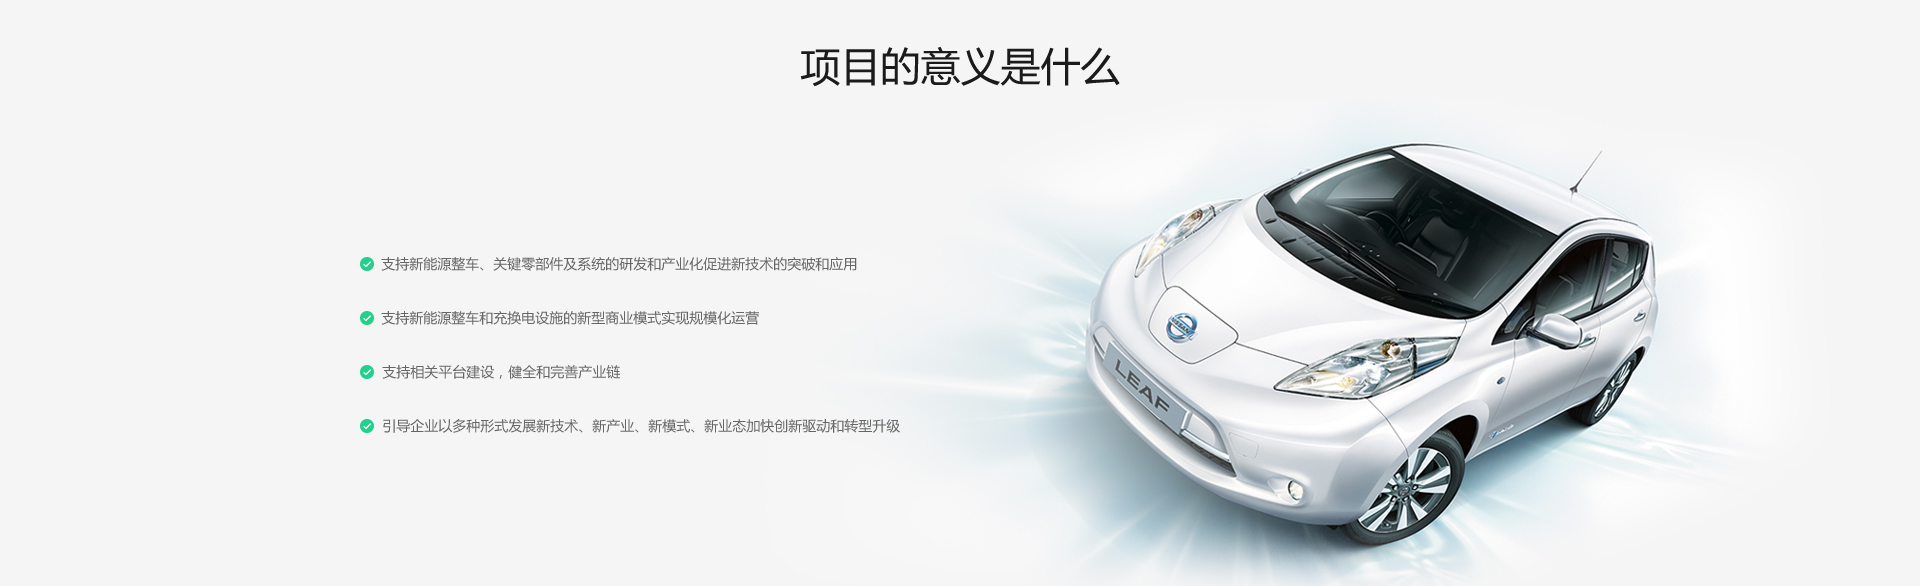 项目的意义是什么
支持新能源整车、关键零部件及系统的研发和产业化促进新技术的突破和应用
支持新能源整车和充换电设施的新型商业模式实现规模化运营
支持相关平台建设，健全和完善产业链
引导企业以多种形式发展新技术、新产业、新模式、新业态加快创新驱动和转型升级
NISSAN
LEAF